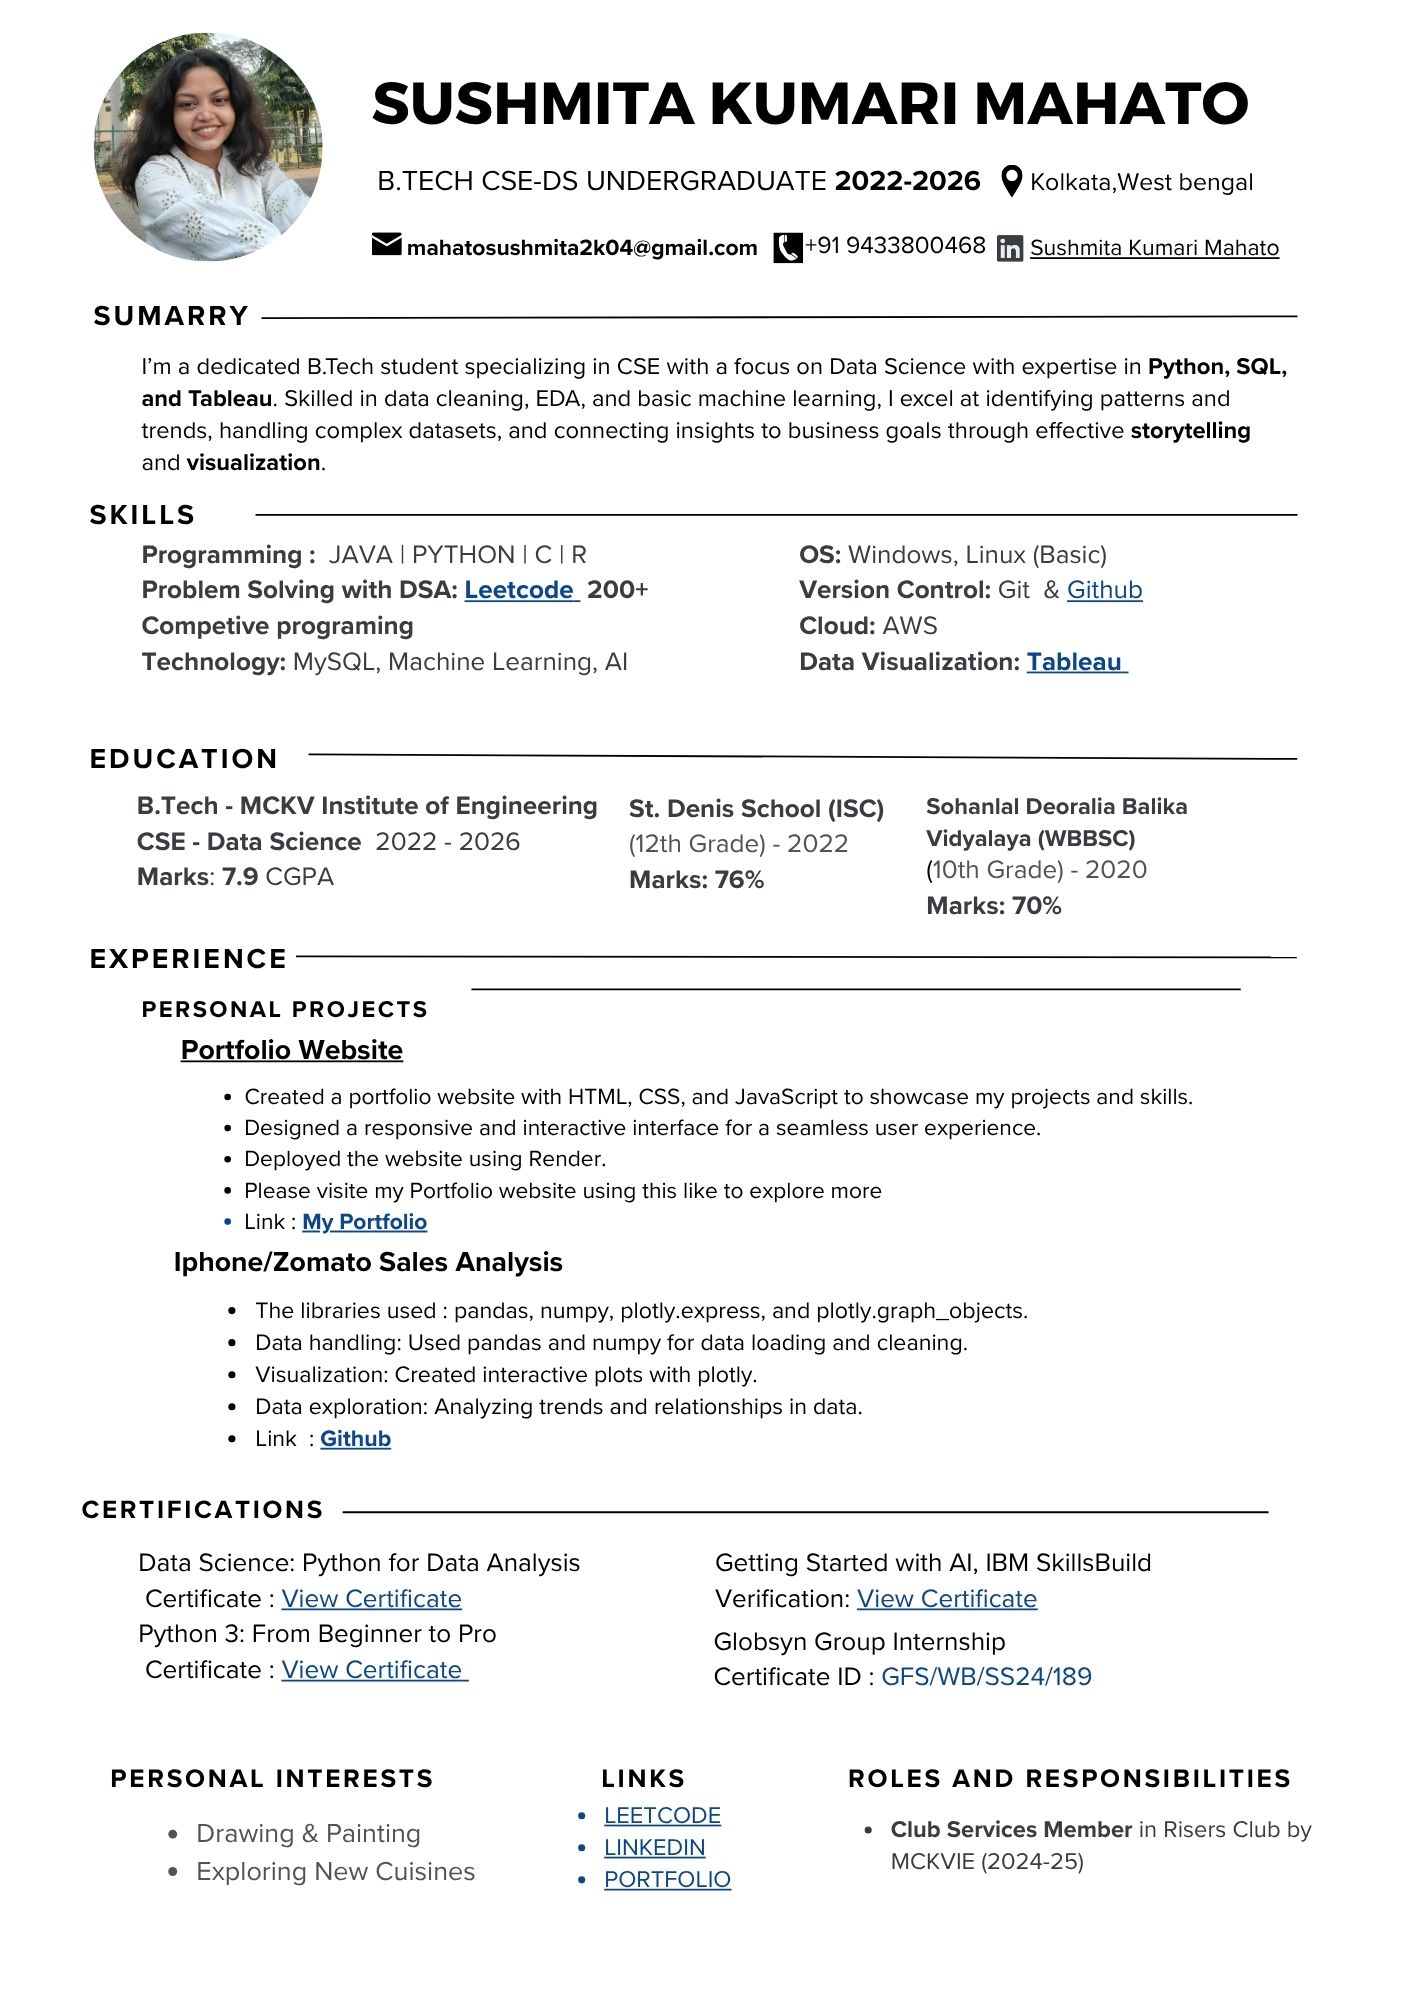 SUSHMITA KUMARI MAHATO
B.TECH CSE-DS UNDERGRADUATE 2022-2026 Kolkata,West bengal
mahatosushmita2k04@gmail.com +91 9433800468 in Sushmita Kumari Mahato
SUMARRY
I'm a dedicated B.Tech student specializing in CSE with a focus on Data Science with expertise in Python, SQL,
and Tableau. Skilled in data cleaning, EDA, and basic machine learning, I excel at identifying patterns and
trends, handling complex datasets, and connecting insights to business goals through effective storytelling
and visualization.
SKILLS
Programming : JAVA | PYTHON | C | R
Problem Solving with DSA: Leetcode 200+
Competive programing
Technology: MySQL, Machine Learning, AI
OS: Windows, Linux (Basic)
Version Control: Git & Github
Cloud: AWS
Data Visualization: Tableau
EDUCATION
B.Tech - MCKV Institute of Engineering
CSE - Data Science 2022 - 2026
Marks: 7.9 CGPA
St. Denis School (ISC)
(12th Grade) - 2022
Marks: 76%
Sohanlal Deoralia Balika
Vidyalaya (WBBSC)
(10th Grade) - 2020
Marks: 70%
EXPERIENCE
PERSONAL PROJECTS
Portfolio Website
• Created a portfolio website with HTML, CSS, and JavaScript to showcase my projects and skills.
• Designed a responsive and interactive interface for a seamless user experience.
• Deployed the website using Render.
• Please visite my Portfolio website using this like to explore more
• Link : My Portfolio
Iphone/Zomato Sales Analysis
• The libraries used : pandas, numpy, plotly.express, and plotly.graph_objects.
• Data handling: Used pandas and numpy for data loading and cleaning.
• Visualization: Created interactive plots with plotly.
• Data exploration: Analyzing trends and relationships in data.
• Link : Github
CERTIFICATIONS
Data Science: Python for Data Analysis
Certificate : View Certificate
Python 3: From Beginner to Pro
Certificate : View Certificate
Getting Started with AI, IBM SkillsBuild
Verification: View Certificate
Globsyn Group Internship
Certificate ID : GFS/WB/SS24/189
PERSONAL INTERESTS
• Drawing & Painting
• Exploring New Cuisines
LINKS
• LEETCODE
• LINKEDIN
• PORTFOLIO
ROLES AND RESPONSIBILITIES
• Club Services Member in Risers Club by
MCKVIE (2024-25)